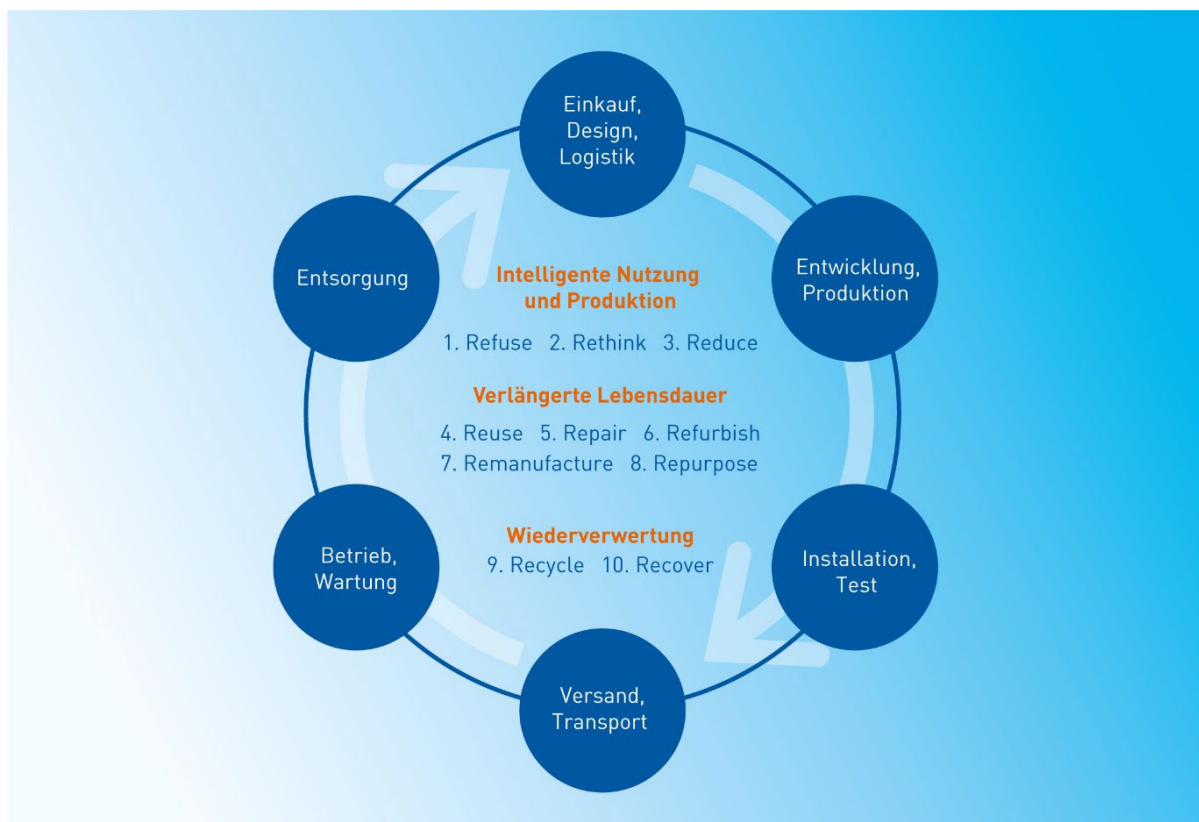 Einkauf,
Design,
Logistik
Entwicklung,
Produktion
Installation,
Test
Versand,
Transport
Betrieb,
Wartung
Entsorgung
Intelligente Nutzung
und Produktion
1. Refuse 2. Rethink 3. Reduce
Verlängerte Lebensdauer
4. Reuse 5. Repair 6. Refurbish
7. Remanufacture 8. Repurpose
Wiederverwertung
9. Recycle 10. Recover